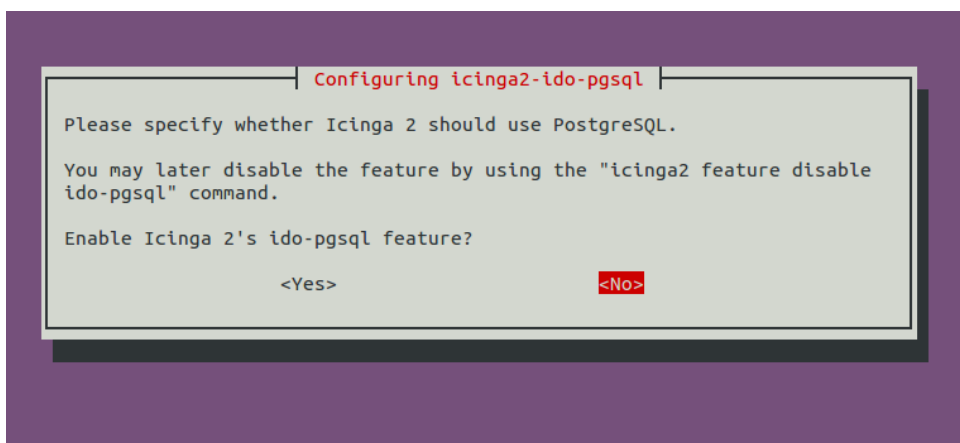 Configuring icinga2-ido-pgsql
Please specify whether Icinga 2 should use PostgreSQL.
You may later disable the feature by using the "icinga2 feature disable
ido-pgsql" command.
Enable Icinga 2's ido-pgsql feature?
<Yes> <No>